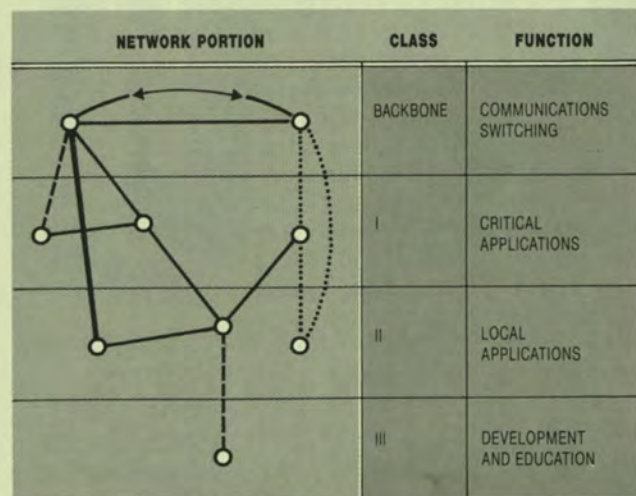 NETWORK PORTION CLASS FUNCTION
BACKBONE COMMUNICATIONS
SWITCHING
I CRITICAL
APPLICATIONS
II LOCAL
APPLICATIONS
III DEVELOPMENT
AND EDUCATION